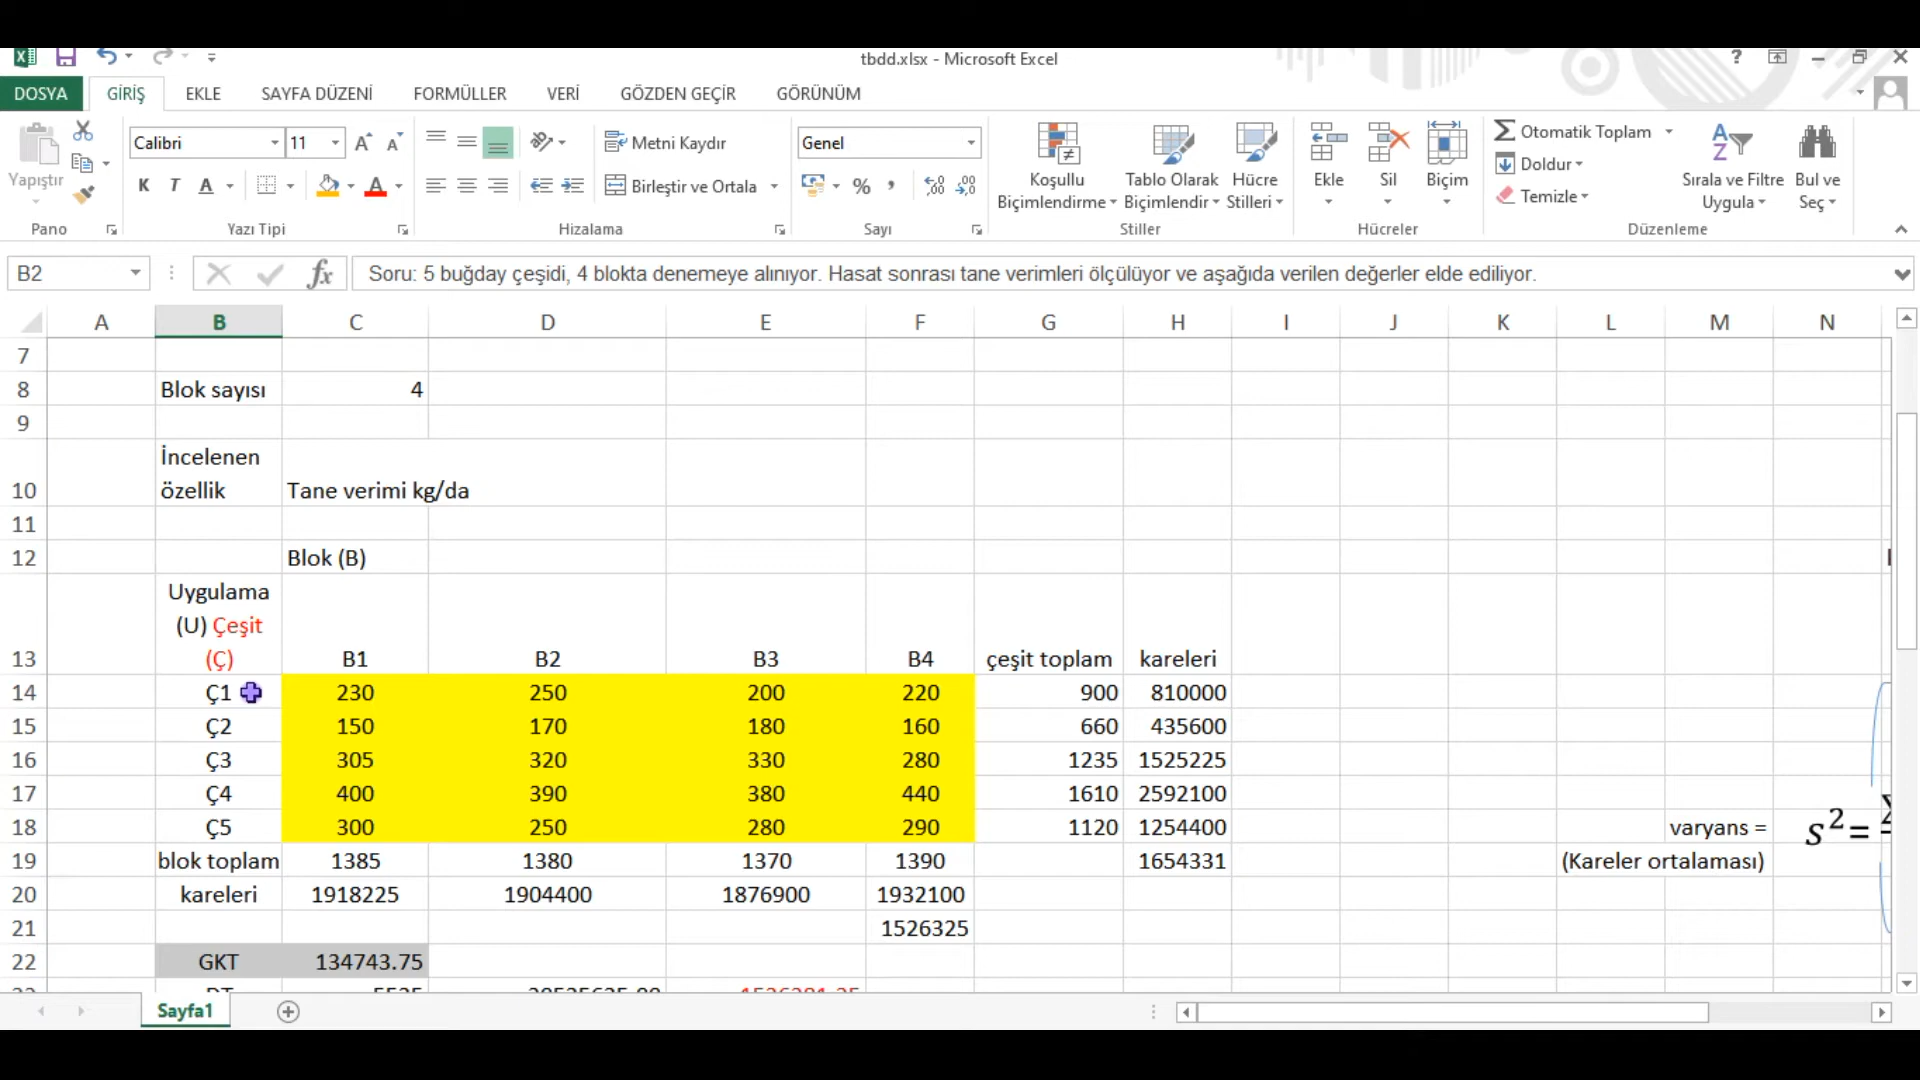 tbdd.xlsx - Microsoft Excel
?
DOSYA GİRİŞ EKLE SAYFA DÜZENİ FORMÜLLER VERİ GÖZDEN GEÇİR GÖRÜNÜM
Yapıştır
Calibri 11
K T A
Metni Kaydır
Birleştir ve Ortala
Genel
%
Koşullu Biçimlendirme
Tablo Olarak Biçimlendir
Hücre Stilleri
Ekle Sil Biçim
Otomatik Toplam
Doldur
Temizle
Sırala ve Filtre Uygula
Bul ve Seç
Pano Yazı Tipi Hizalama Sayı Stiller Hücreler Düzenleme
B2 fx Soru: 5 buğday çeşidi, 4 blokta denemeye alınıyor. Hasat sonrası tane verimleri ölçülüyor ve aşağıda verilen değerler elde ediliyor.
A B C D E F G H I J K L M N
7
8 Blok sayısı 4
9
10 İncelenen özellik Tane verimi kg/da
11
12 Blok (B)
13 Uygulama (U) Çeşit (Ç) B1 B2 B3 B4 çeşit toplam kareleri
14 Ç1 230 250 200 220 900 810000
15 Ç2 150 170 180 160 660 435600
16 Ç3 305 320 330 280 1235 1525225
17 Ç4 400 390 380 440 1610 2592100
18 Ç5 300 250 280 290 1120 1254400 varyans = s²=
19 blok toplam 1385 1380 1370 1390 1654331 (Kareler ortalaması)
20 kareleri 1918225 1904400 1876900 1932100
21 1526325
22 GKT 134743.75
Sayfa1